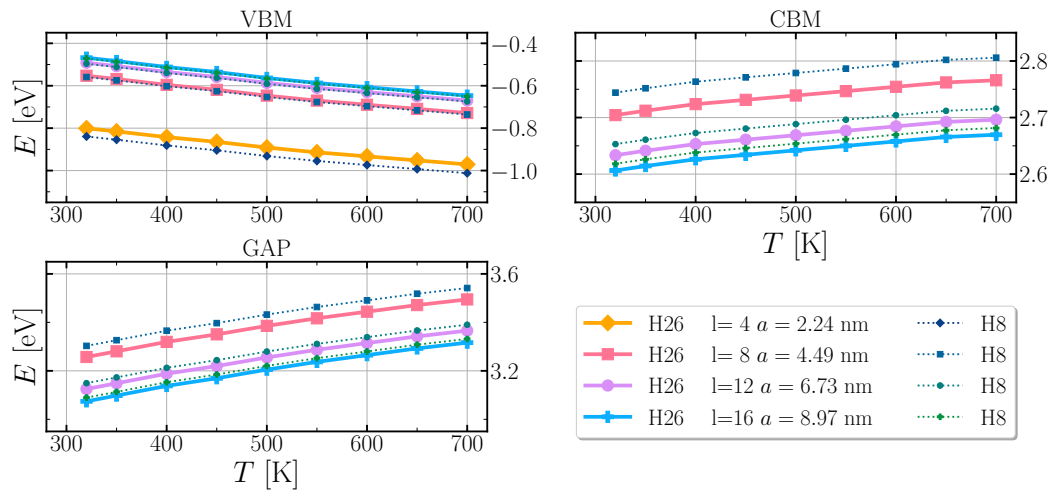 VBM
E [eV]
−0.4
−0.6
−0.8
−1.0
300 400 500 600 700
CBM
2.8
2.7
2.6
300 400 500 600 700
T [K]
GAP
E [eV]
3.6
3.2
300 400 500 600 700
T [K]
H26 l= 4 a = 2.24 nm H8
H26 l= 8 a = 4.49 nm H8
H26 l=12 a = 6.73 nm H8
H26 l=16 a = 8.97 nm H8